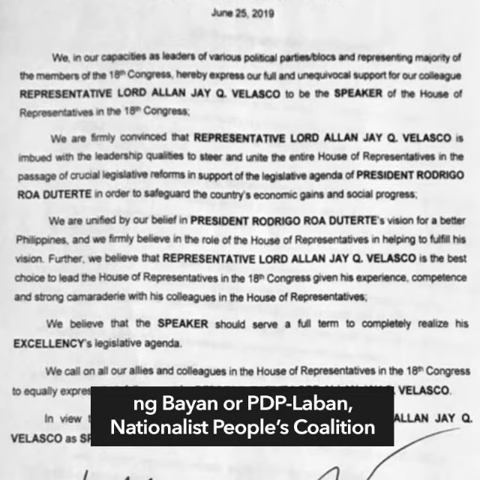 June 25, 2019
We, in our capacities as leaders of various political parties/blocs and representing majority of
the members of the 18th Congress, hereby express our full and unequivocal support for our colleague
REPRESENTATIVE LORD ALLAN JAY Q. VELASCO to be the SPEAKER of the House of
Representatives in the 18th Congress;
We are firmly convinced that REPRESENTATIVE LORD ALLAN JAY Q. VELASCO is
imbued with the leadership qualities to steer and unite the entire House of Representatives in the
passage of crucial legislative reforms in support of the legislative agenda of PRESIDENT RODRIGO
ROA DUTERTE in order to safeguard the country's economic gains and social progress;
We are unified by our belief in PRESIDENT RODRIGO ROA DUTERTE's vision for a better
Philippines, and we firmly believe in the role of the House of Representatives in helping to fulfill his
vision. Further, we believe that REPRESENTATIVE LORD ALLAN JAY Q. VELASCO is the best
choice to lead the House of Representatives in the 18th Congress given his experience, competence
and strong camaraderie with his colleagues in the House of Representatives;
We believe that the SPEAKER should serve a full term to completely realize his
EXCELLENCY's legislative agenda.
We call on all our allies and colleagues in the House of Representatives in the 18th Congress
to equally VELASCO.
In view ALLAN JAY Q.
VELASCO as
ng Bayan or PDP-Laban,
Nationalist People's Coalition